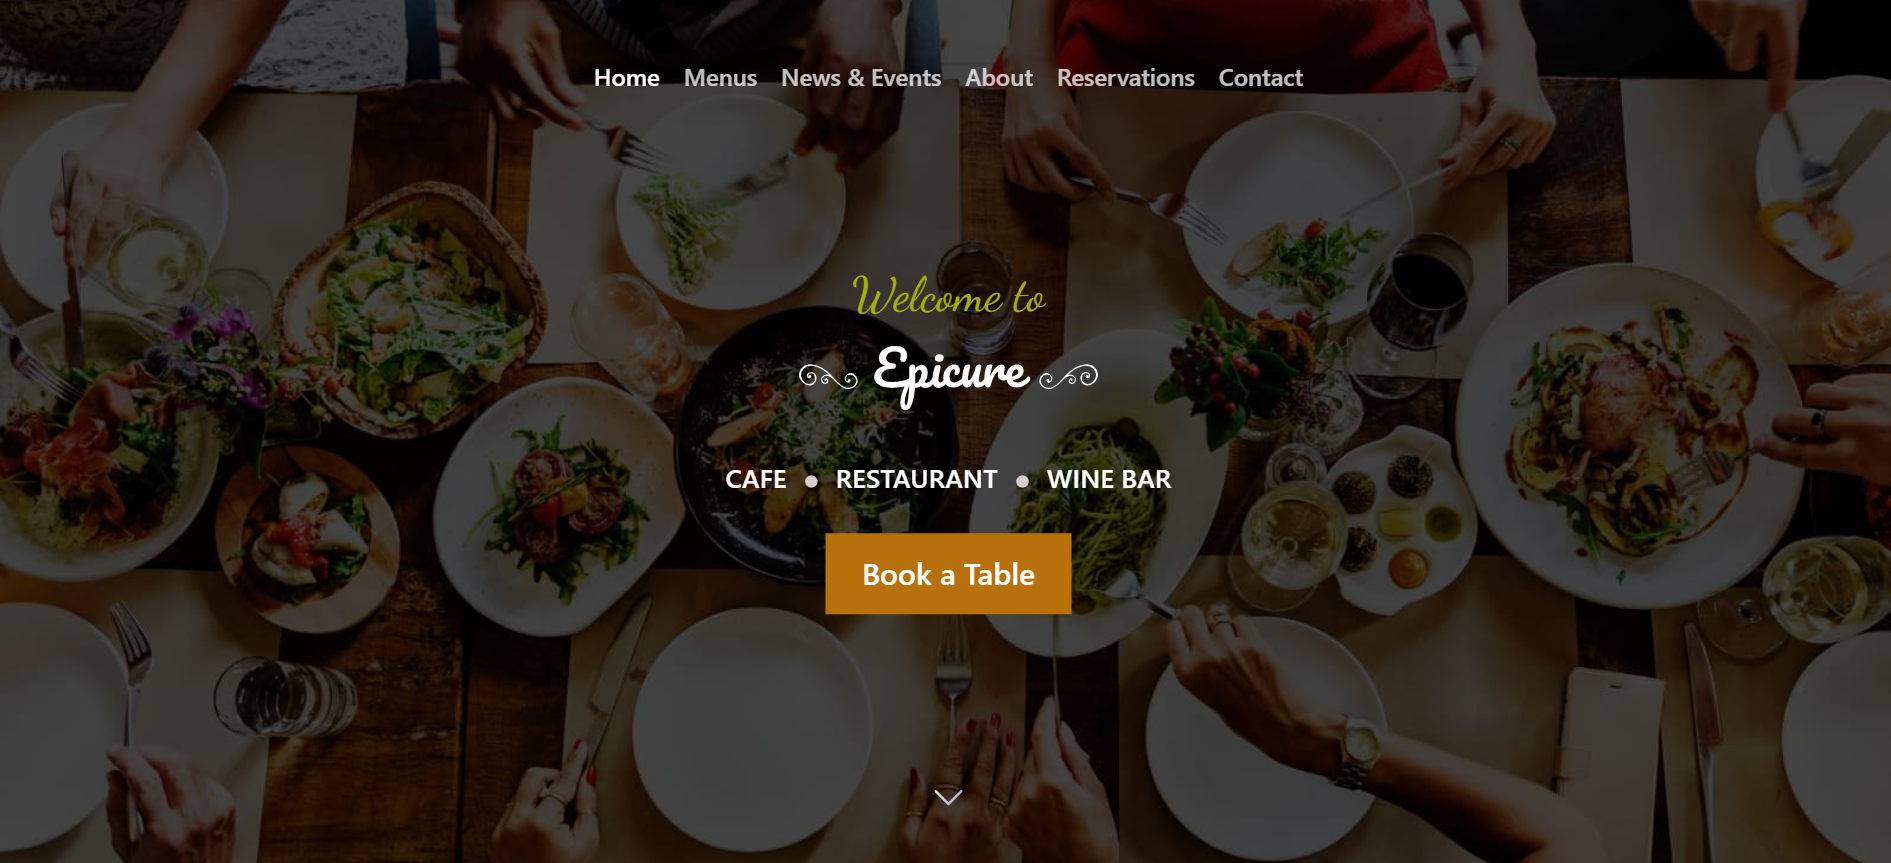 Home Menus News & Events About Reservations Contact
Welcome to
Epicure
CAFE ● RESTAURANT ● WINE BAR
Book a Table